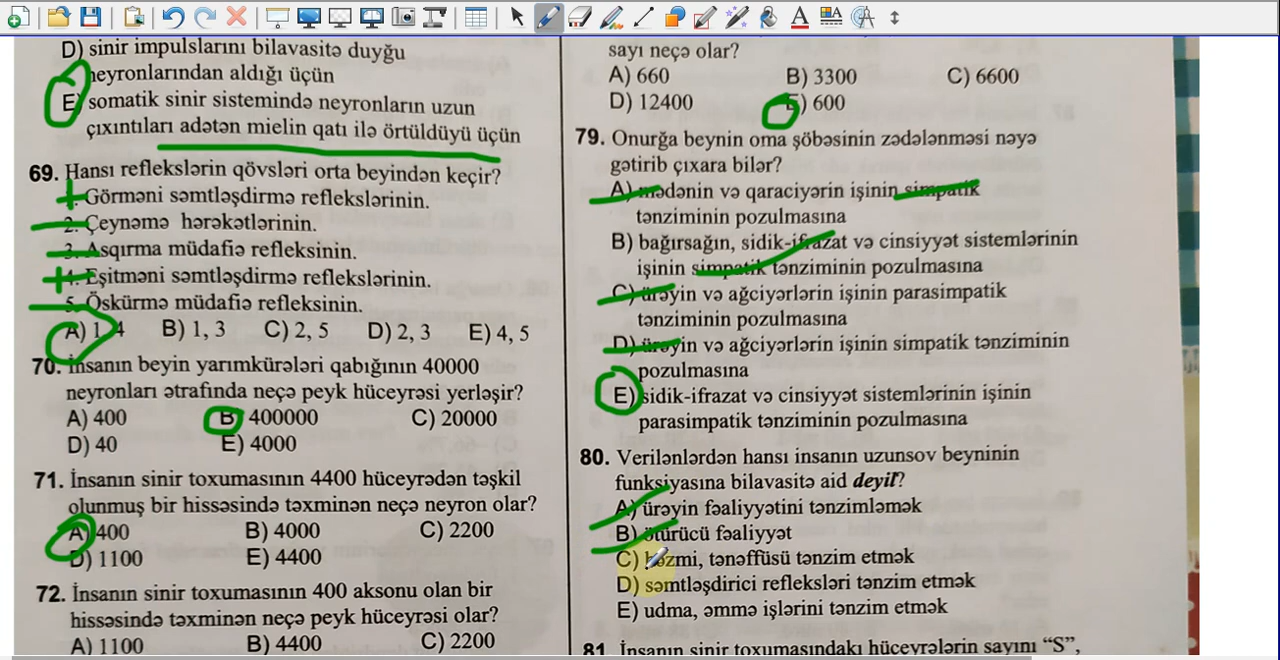 D) sinir impulslarını bilavasitə duyğu
neyronlarından aldığı üçün
E) somatik sinir sistemində neyronların uzun
çıxıntıları adətən mielin qatı ilə örtüldüyü üçün
69. Hansı reflekslərin qövsləri orta beyindən keçir?
1. Görməni səmtləşdirmə reflekslərinin.
2. Çeynəmə hərəkətlərinin.
3. Asqırma müdafiə refleksinin.
4. Eşitməni səmtləşdirmə reflekslərinin.
5. Öskürmə müdafiə refleksinin.
A) 1, 4 B) 1, 3 C) 2, 5 D) 2, 3 E) 4, 5
70. İnsanın beyin yarımkürələri qabığının 40000
neyronları ətrafında neçə peyk hüceyrəsi yerləşir?
A) 400 B) 400000 C) 20000
D) 40 E) 4000
71. İnsanın sinir toxumasının 4400 hüceyrədən təşkil
olunmuş bir hissəsində təxminən neçə neyron olar?
A) 400 B) 4000 C) 2200
D) 1100 E) 4400
72. İnsanın sinir toxumasının 400 aksonu olan bir
hissəsində təxminən neçə peyk hüceyrəsi olar?
A) 1100 B) 4400 C) 2200
sayı neçə olar?
A) 660 B) 3300 C) 6600
D) 12400 E) 600
79. Onurğa beynin oma şöbəsinin zədələnməsi nəyə
gətirib çıxara bilər?
A) mədənin və qaraciyərin işinin simpatik
tənziminin pozulmasına
B) bağırsağın, sidik-ifrazat və cinsiyyət sistemlərinin
işinin simpatik tənziminin pozulmasına
C) ürəyin və ağciyərlərin işinin parasimpatik
tənziminin pozulmasına
D) ürəyin və ağciyərlərin işinin simpatik tənziminin
pozulmasına
E) sidik-ifrazat və cinsiyyət sistemlərinin işinin
parasimpatik tənziminin pozulmasına
80. Verilənlərdən hansı insanın uzunsov beyninin
funksiyasına bilavasitə aid deyil?
A) ürəyin fəaliyyətini tənzimləmək
B) ötürücü fəaliyyət
C) həzmi, tənəffüsü tənzim etmək
D) səmtləşdirici refleksləri tənzim etmək
E) udma, əmmə işlərini tənzim etmək
81. İnsanın sinir toxumasındakı hüceyrələrin sayını “S”,